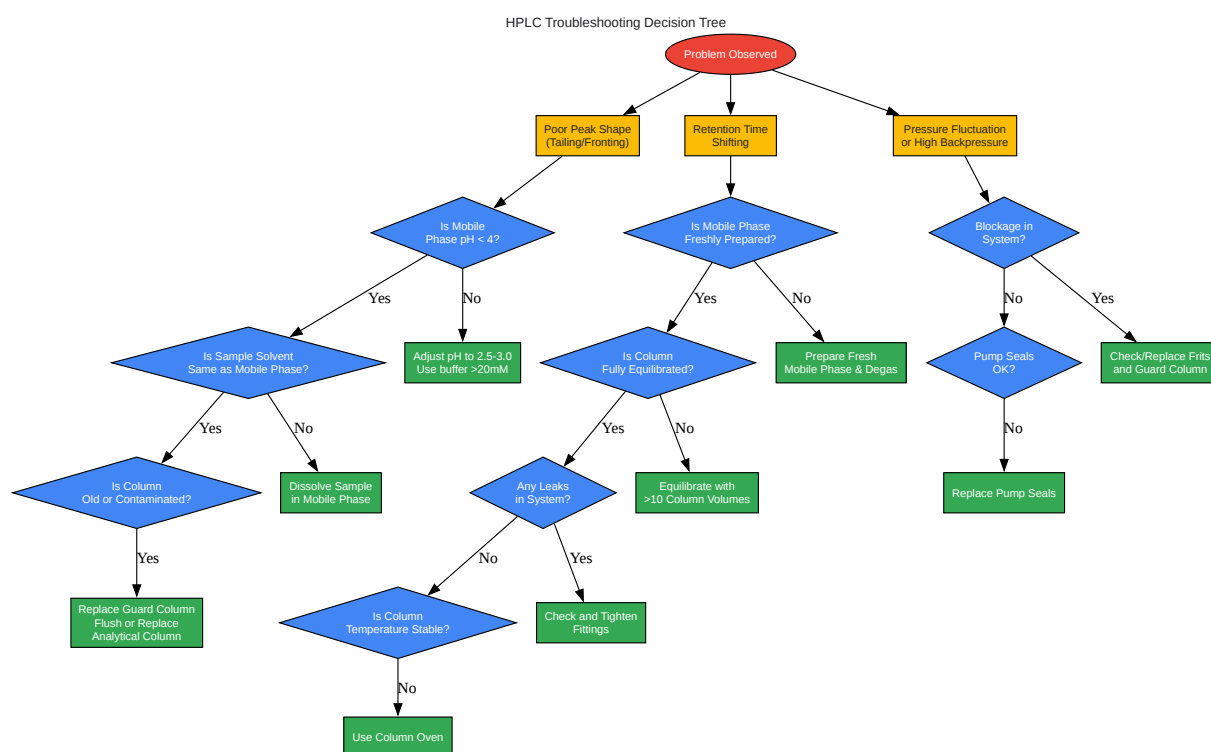 HPLC Troubleshooting Decision Tree
Problem Observed
Poor Peak Shape
(Tailing/Fronting)
Retention Time
Shifting
Pressure Fluctuation
or High Backpressure
Is Mobile
Phase pH < 4?
Is Mobile Phase
Freshly Prepared?
Blockage in
System?
Yes
No
Yes
No
No
Yes
Is Sample Solvent
Same as Mobile Phase?
Adjust pH to 2.5-3.0
Use buffer >20mM
Is Column
Fully Equilibrated?
Prepare Fresh
Mobile Phase & Degas
Pump Seals
OK?
Check/Replace Frits
and Guard Column
Yes
No
Yes
No
No
Is Column
Old or Contaminated?
Dissolve Sample
in Mobile Phase
Any Leaks
in System?
Equilibrate with
>10 Column Volumes
Replace Pump Seals
Yes
No
Yes
Replace Guard Column
Flush or Replace
Analytical Column
Is Column
Temperature Stable?
Check and Tighten
Fittings
No
Use Column Oven